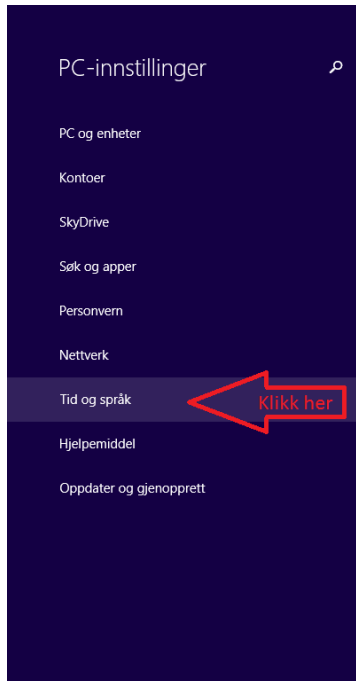 PC-innstillinger
PC og enheter
Kontoer
SkyDrive
Søk og apper
Personvern
Nettverk
Tid og språk
Klikk her
Hjelpemiddel
Oppdater og gjenopprett